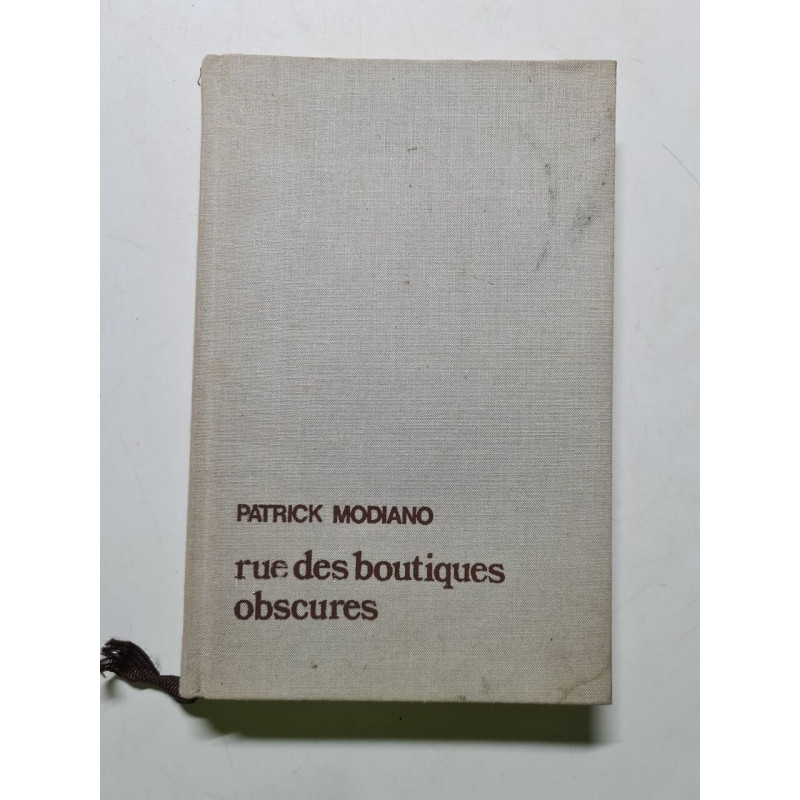 PATRICK MODIANO
rue des boutiques
obscures